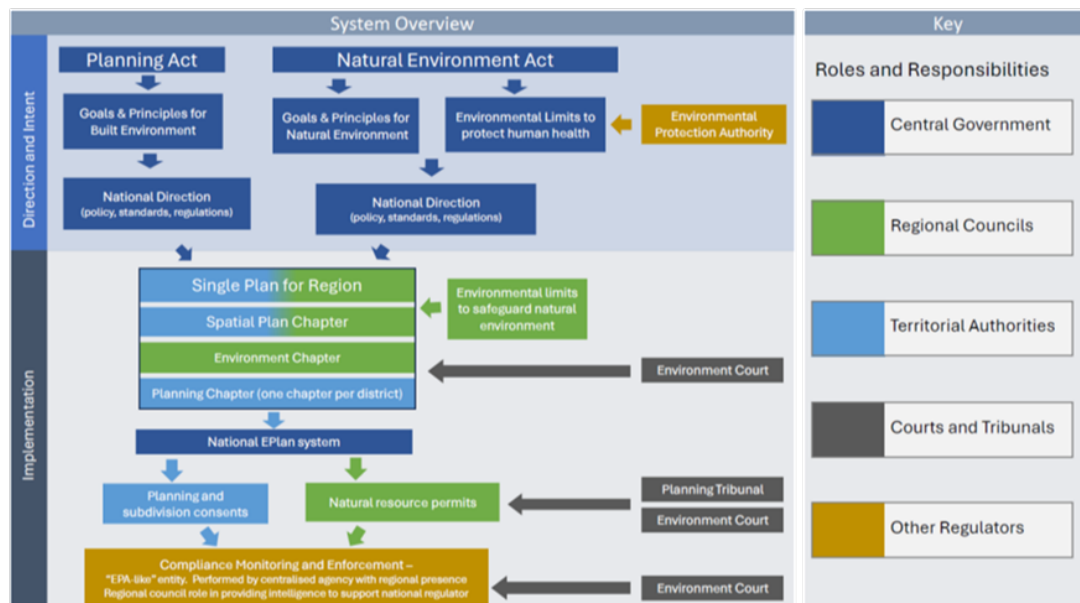 System Overview
Direction and Intent
Planning Act
Natural Environment Act
Goals & Principles for
Built Environment
Goals & Principles for
Natural Environment
Environmental Limits to
protect human health
Environmental
Protection Authority
National Direction
(policy, standards, regulations)
National Direction
(policy, standards, regulations)
Implementation
Single Plan for Region
Spatial Plan Chapter
Environment Chapter
Planning Chapter (one chapter per district)
Environmental limits
to safeguard natural
environment
Environment Court
National EPlan system
Planning and
subdivision consents
Natural resource permits
Planning Tribunal
Environment Court
Compliance Monitoring and Enforcement –
"EPA-like" entity. Performed by centralised agency with regional presence
Regional council role in providing intelligence to support national regulator
Environment Court
Key
Roles and Responsibilities
Central Government
Regional Councils
Territorial Authorities
Courts and Tribunals
Other Regulators